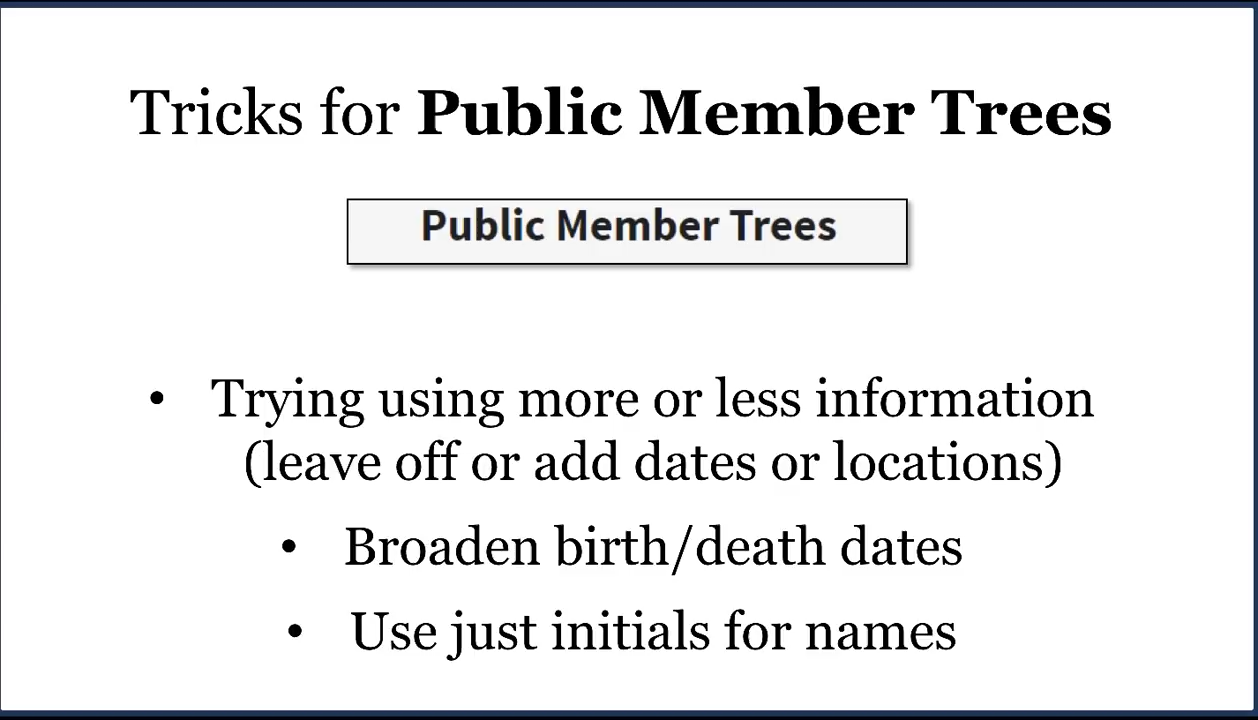 Tricks for Public Member Trees
Public Member Trees
• Trying using more or less information
(leave off or add dates or locations)
• Broaden birth/death dates
• Use just initials for names